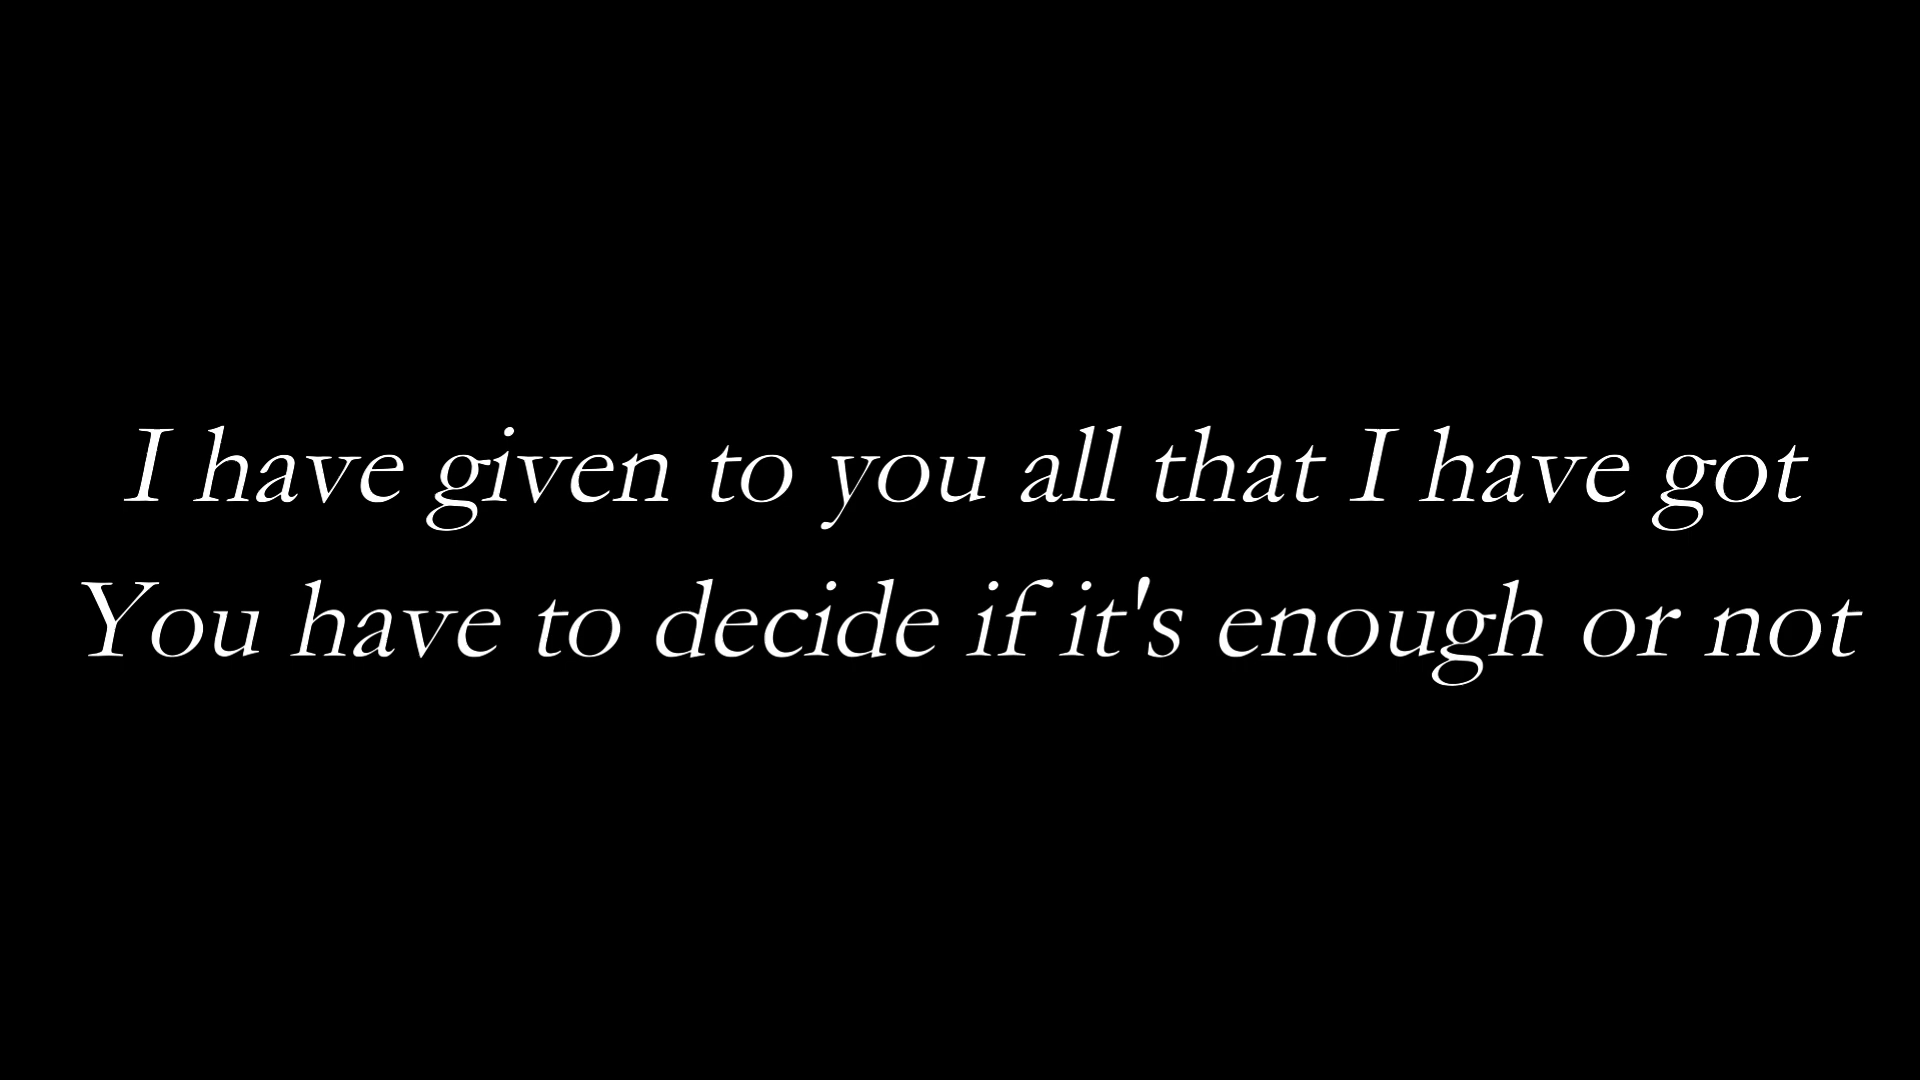 I have given to you all that I have got
You have to decide if it's enough or not